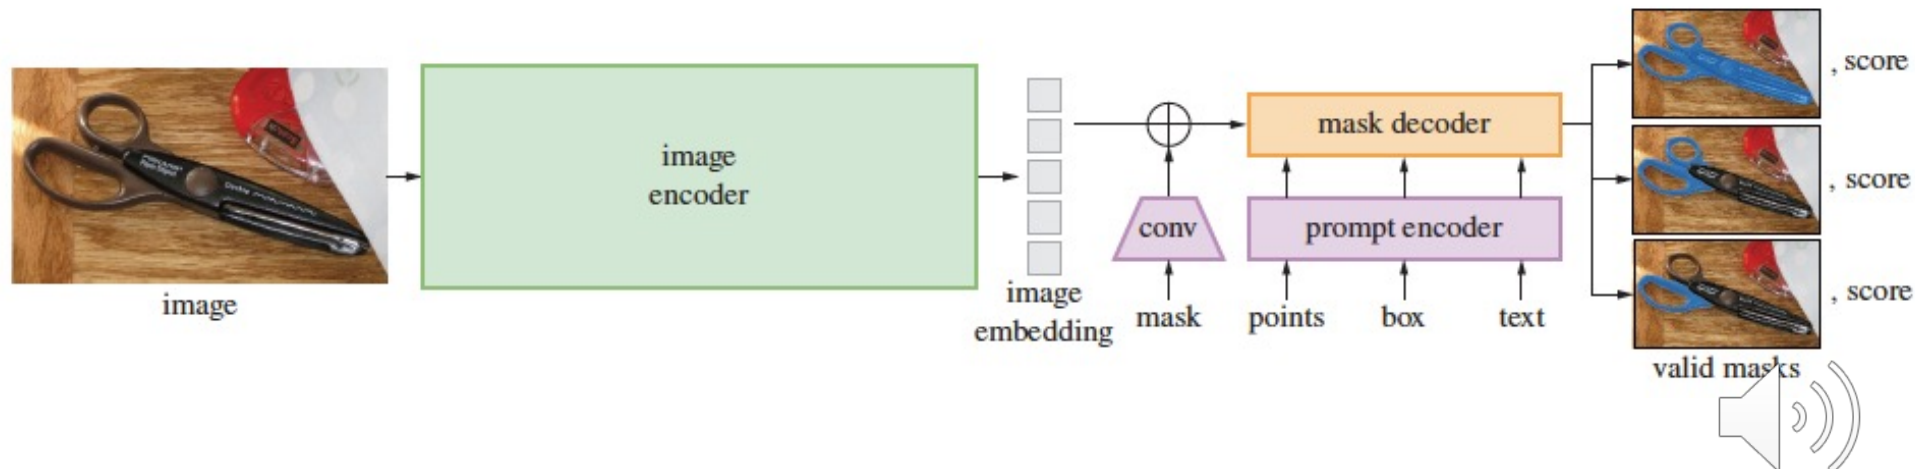 image
image
encoder
image
embedding
conv
mask
mask decoder
prompt encoder
points
box
text
, score
, score
, score
valid masks